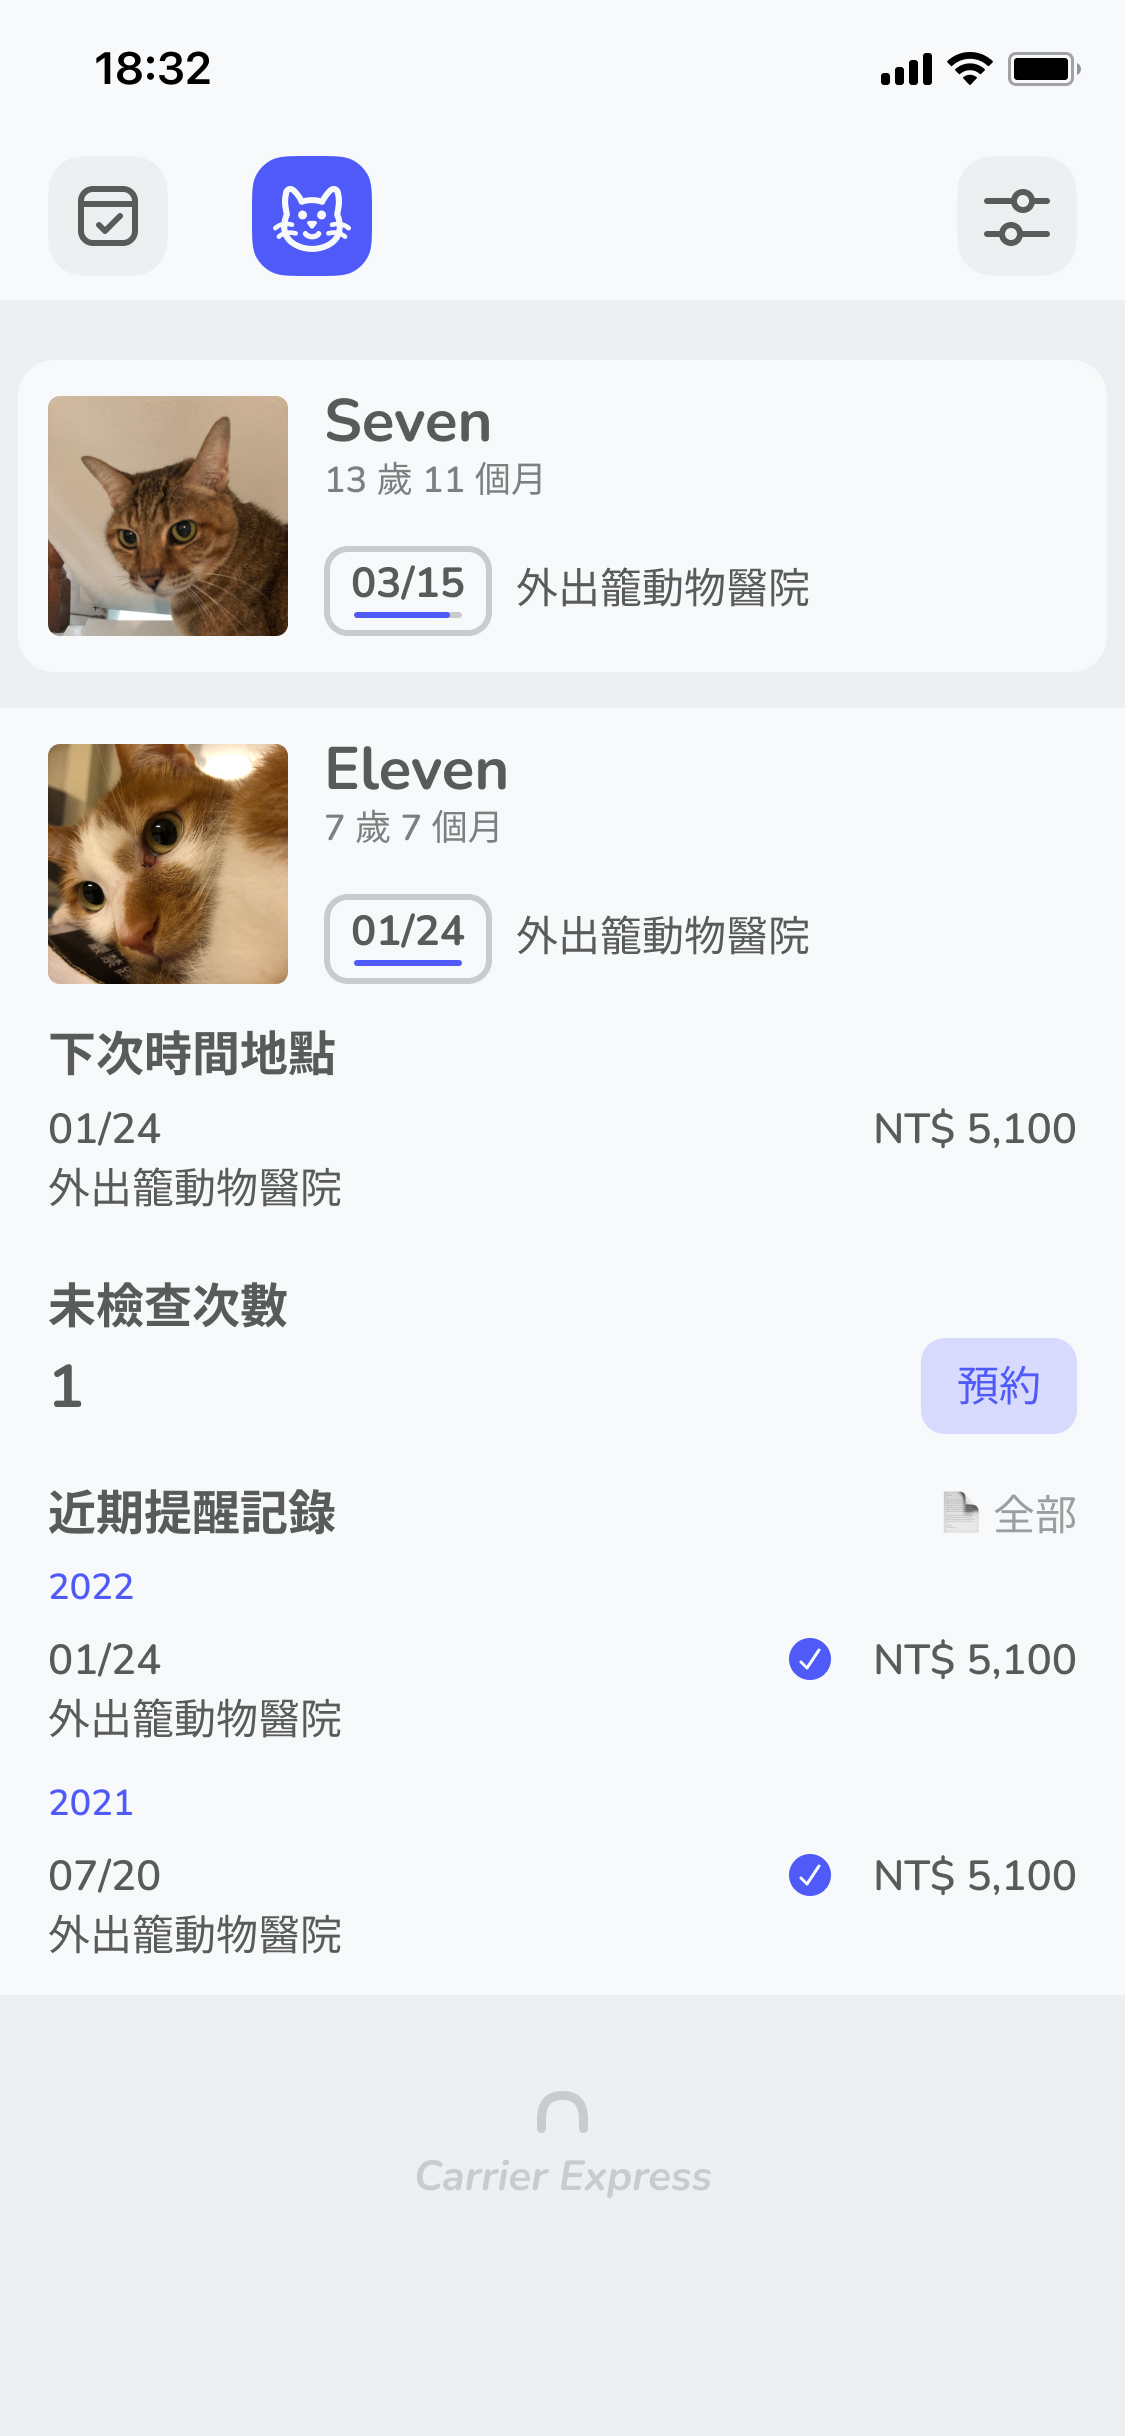 18:32
Seven
13 歲 11 個月
03/15
外出籠動物醫院
Eleven
7 歲 7 個月
01/24
外出籠動物醫院
下次時間地點
01/24
NT$ 5,100
外出籠動物醫院
未檢查次數
1
預約
近期提醒記錄
全部
2022
01/24
NT$ 5,100
外出籠動物醫院
2021
07/20
NT$ 5,100
外出籠動物醫院
Carrier Express